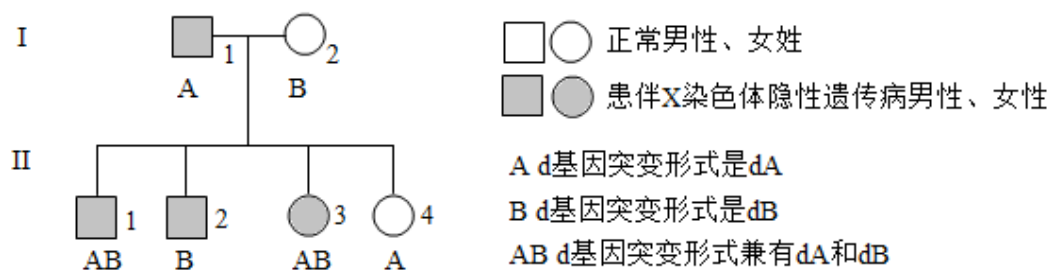 I
1
2
A
B
II
1
2
3
4
AB
B
AB
A
正常男性、女姓
患伴X染色体隐性遗传病男性、女性
A d基因突变形式是dA
B d基因突变形式是dB
AB d基因突变形式兼有dA和dB